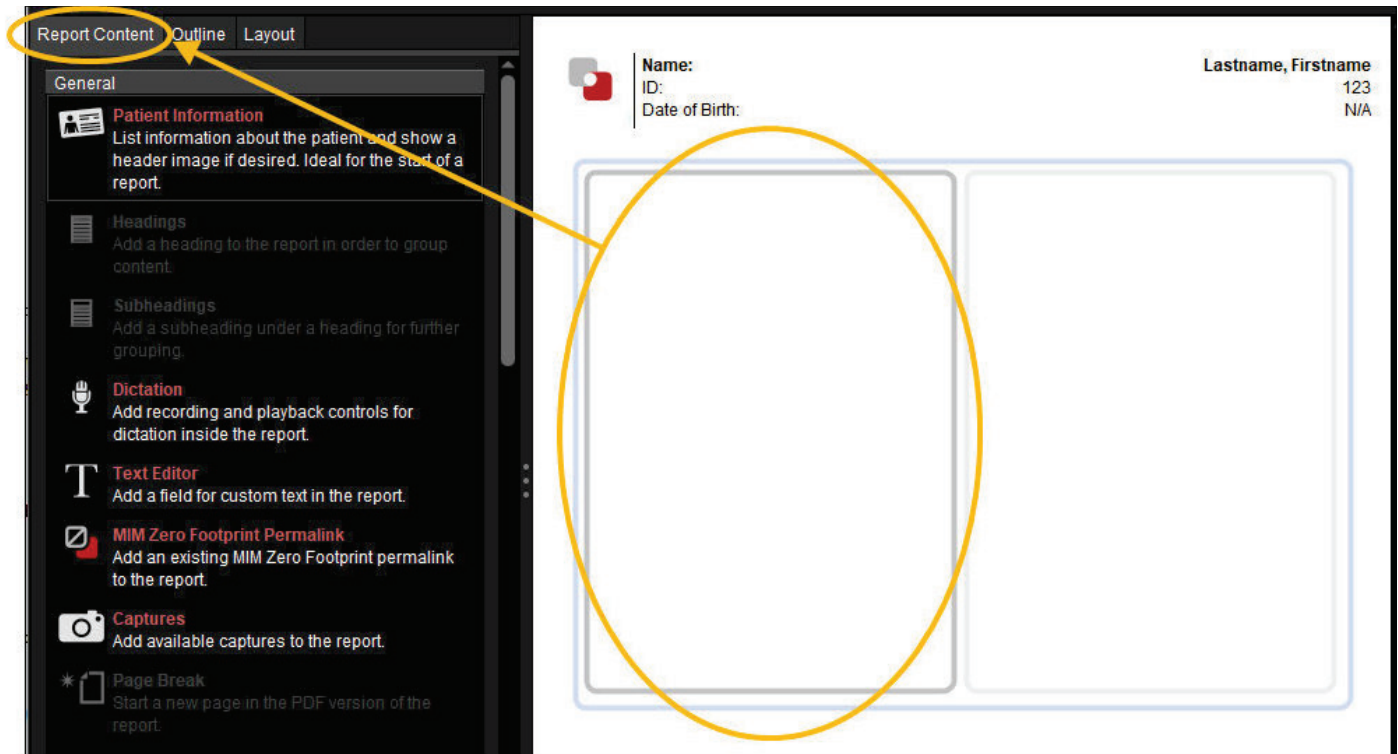 Report Content Outline Layout
General
Patient Information
List information about the patient and show a
header image if desired. Ideal for the start of a
report.
Headings
Add a heading to the report in order to group
content.
Subheadings
Add a subheading under a heading for further
grouping.
Dictation
Add recording and playback controls for
dictation inside the report.
Text Editor
Add a field for custom text in the report.
MIM Zero Footprint Permalink
Add an existing MIM Zero Footprint permalink
to the report.
Captures
Add available captures to the report.
Page Break
Start a new page in the PDF version of the
report.
Name: Lastname, Firstname
ID: 123
Date of Birth: N/A